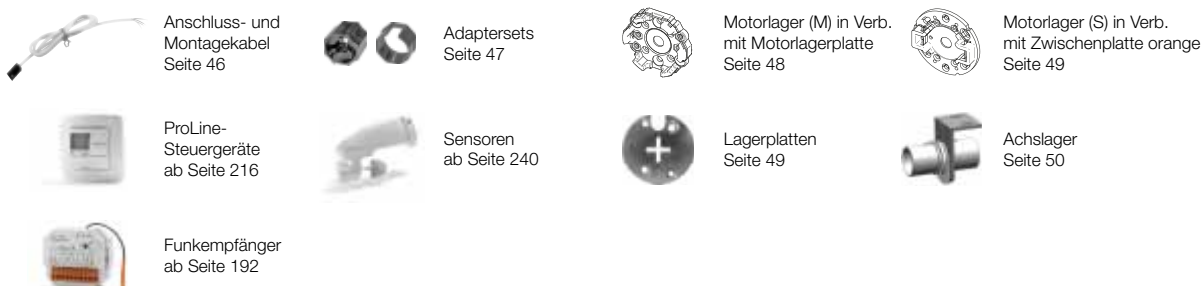 Anschluss- und
Montagekabel
Seite 46
Adaptersets
Seite 47
Motorlager (M) in Verb.
mit Motorlagerplatte
Seite 48
Motorlager (S) in Verb.
mit Zwischenplatte orange
Seite 49
ProLine-
Steuergeräte
ab Seite 216
Sensoren
ab Seite 240
Lagerplatten
Seite 49
Achslager
Seite 50
Funkempfänger
ab Seite 192